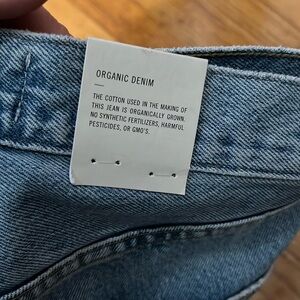 ORGANIC DENIM
THE COTTON USED IN THE MAKING OF
THIS JEAN IS ORGANICALLY GROWN.
NO SYNTHETIC FERTILIZERS, HARMFUL
PESTICIDES, OR GMO'S.